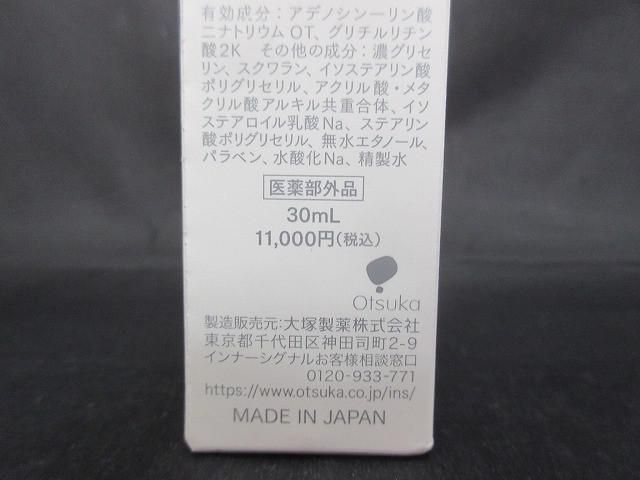 有効成分：アデノシン一リン酸
二ナトリウムOT、グリチルリチン
酸2K　その他の成分：濃グリセ
リン、スクワラン、イソステアリン酸
ポリグリセリル、アクリル酸・メタ
クリル酸アルキル共重合体、イソ
ステアロイル乳酸Na、ステアリン
酸ポリグリセリル、無水エタノール、
パラベン、水酸化Na、精製水
医薬部外品
30mL
11,000円（税込）
Otsuka
製造販売元：大塚製薬株式会社
東京都千代田区神田司町2-9
インナーシグナルお客様相談窓口
0120-933-771
https://www.otsuka.co.jp/ins/
MADE IN JAPAN